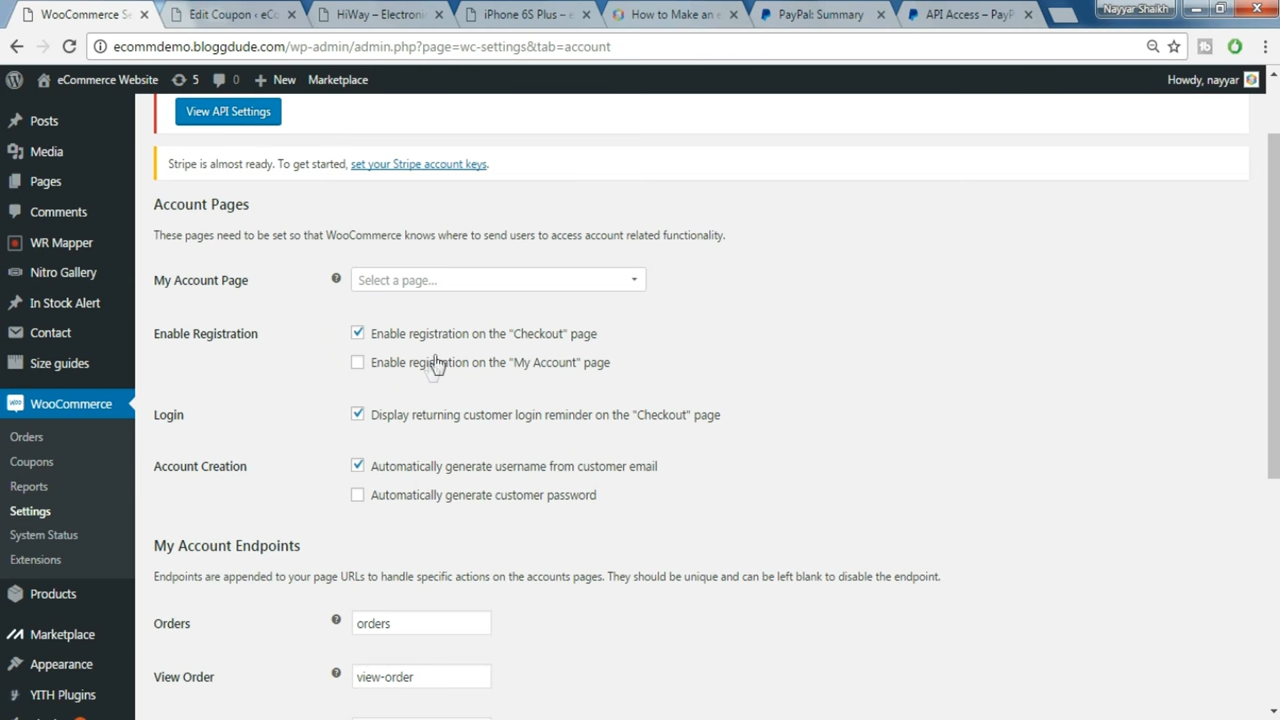 WooCommerce Se
Edit Coupon ‹ eCo
HiWay – Electroni
iPhone 6S Plus – e
How to Make an e
PayPal: Summary
API Access – PayP
Nayyar Shaikh
ecommdemo.bloggdude.com/wp-admin/admin.php?page=wc-settings&tab=account
eCommerce Website
5
0
New
Marketplace
Howdy, nayyar
Posts
Media
Pages
Comments
WR Mapper
Nitro Gallery
In Stock Alert
Contact
Size guides
WooCommerce
Orders
Coupons
Reports
Settings
System Status
Extensions
Products
Marketplace
Appearance
YITH Plugins
View API Settings
Stripe is almost ready. To get started, set your Stripe account keys.
Account Pages
These pages need to be set so that WooCommerce knows where to send users to access account related functionality.
My Account Page
Select a page...
Enable Registration
Enable registration on the "Checkout" page
Enable registration on the "My Account" page
Login
Display returning customer login reminder on the "Checkout" page
Account Creation
Automatically generate username from customer email
Automatically generate customer password
My Account Endpoints
Endpoints are appended to your page URLs to handle specific actions on the accounts pages. They should be unique and can be left blank to disable the endpoint.
Orders
orders
View Order
view-order